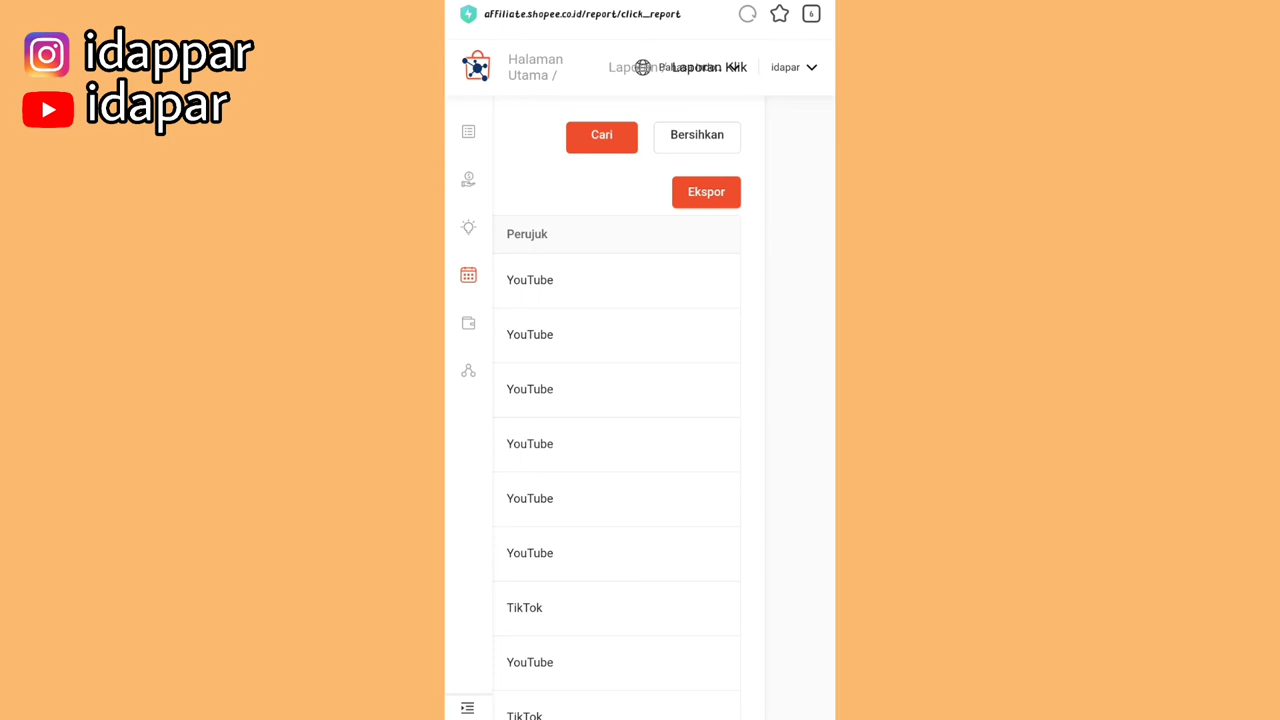 idappar
idapar
affiliate.shopee.co.id/report/click_report
6
Halaman
Utama /
Laporan
Laporan Klik
idapar
Cari
Bersihkan
Ekspor
Perujuk
YouTube
YouTube
YouTube
YouTube
YouTube
YouTube
TikTok
YouTube
TikTok